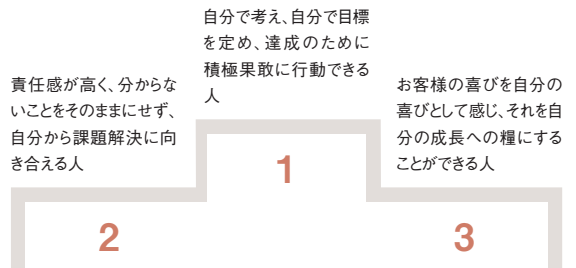 自分で考え、自分で目標
を定め、達成のために
積極果敢に行動できる
人
責任感が高く、分からな
いことをそのままにせず、
自分から課題解決に向
き合える人
お客様の喜びを自分の
喜びとして感じ、それを自
分の成長への糧にする
ことができる人
1
2
3